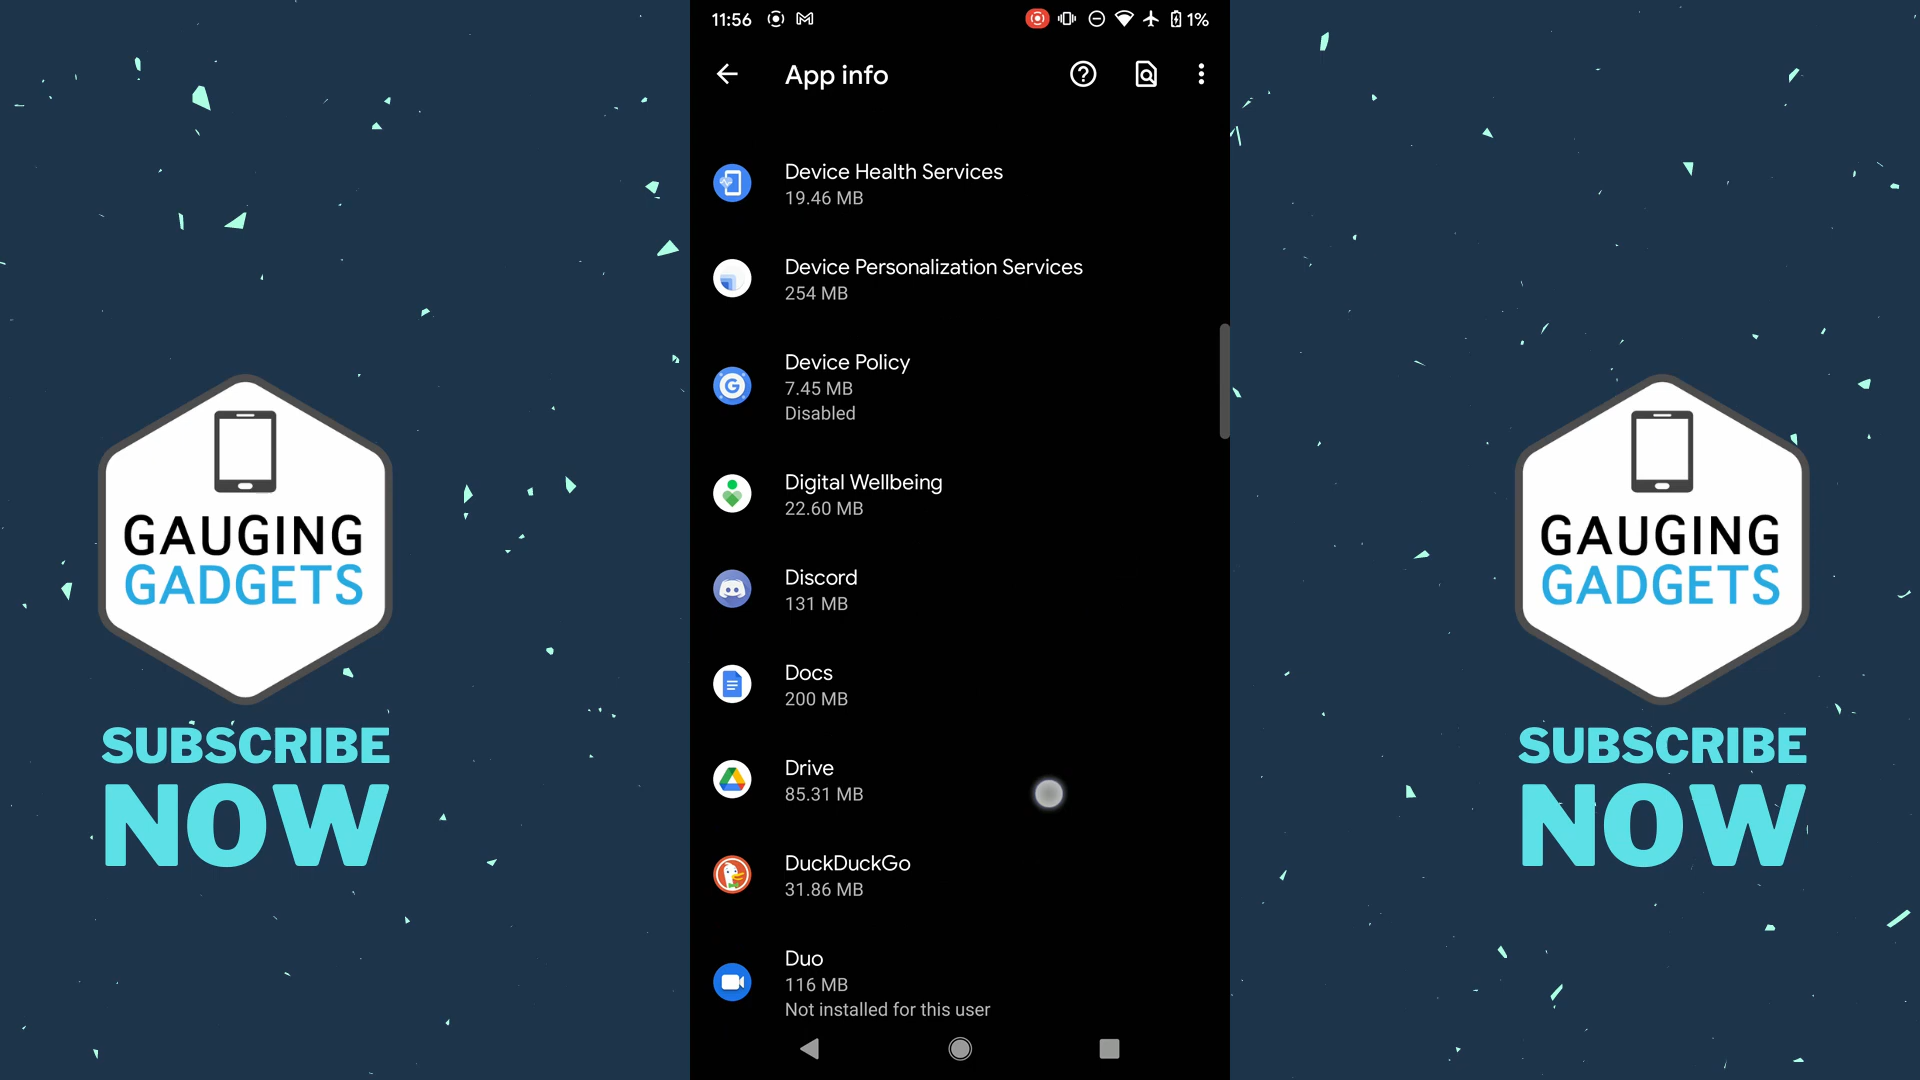 11:56
1%
App info
Device Health Services
19.46 MB
Device Personalization Services
254 MB
Device Policy
7.45 MB
Disabled
Digital Wellbeing
22.60 MB
Discord
131 MB
Docs
200 MB
Drive
85.31 MB
DuckDuckGo
31.86 MB
Duo
116 MB
Not installed for this user
GAUGING
GADGETS
SUBSCRIBE
NOW
GAUGING
GADGETS
SUBSCRIBE
NOW